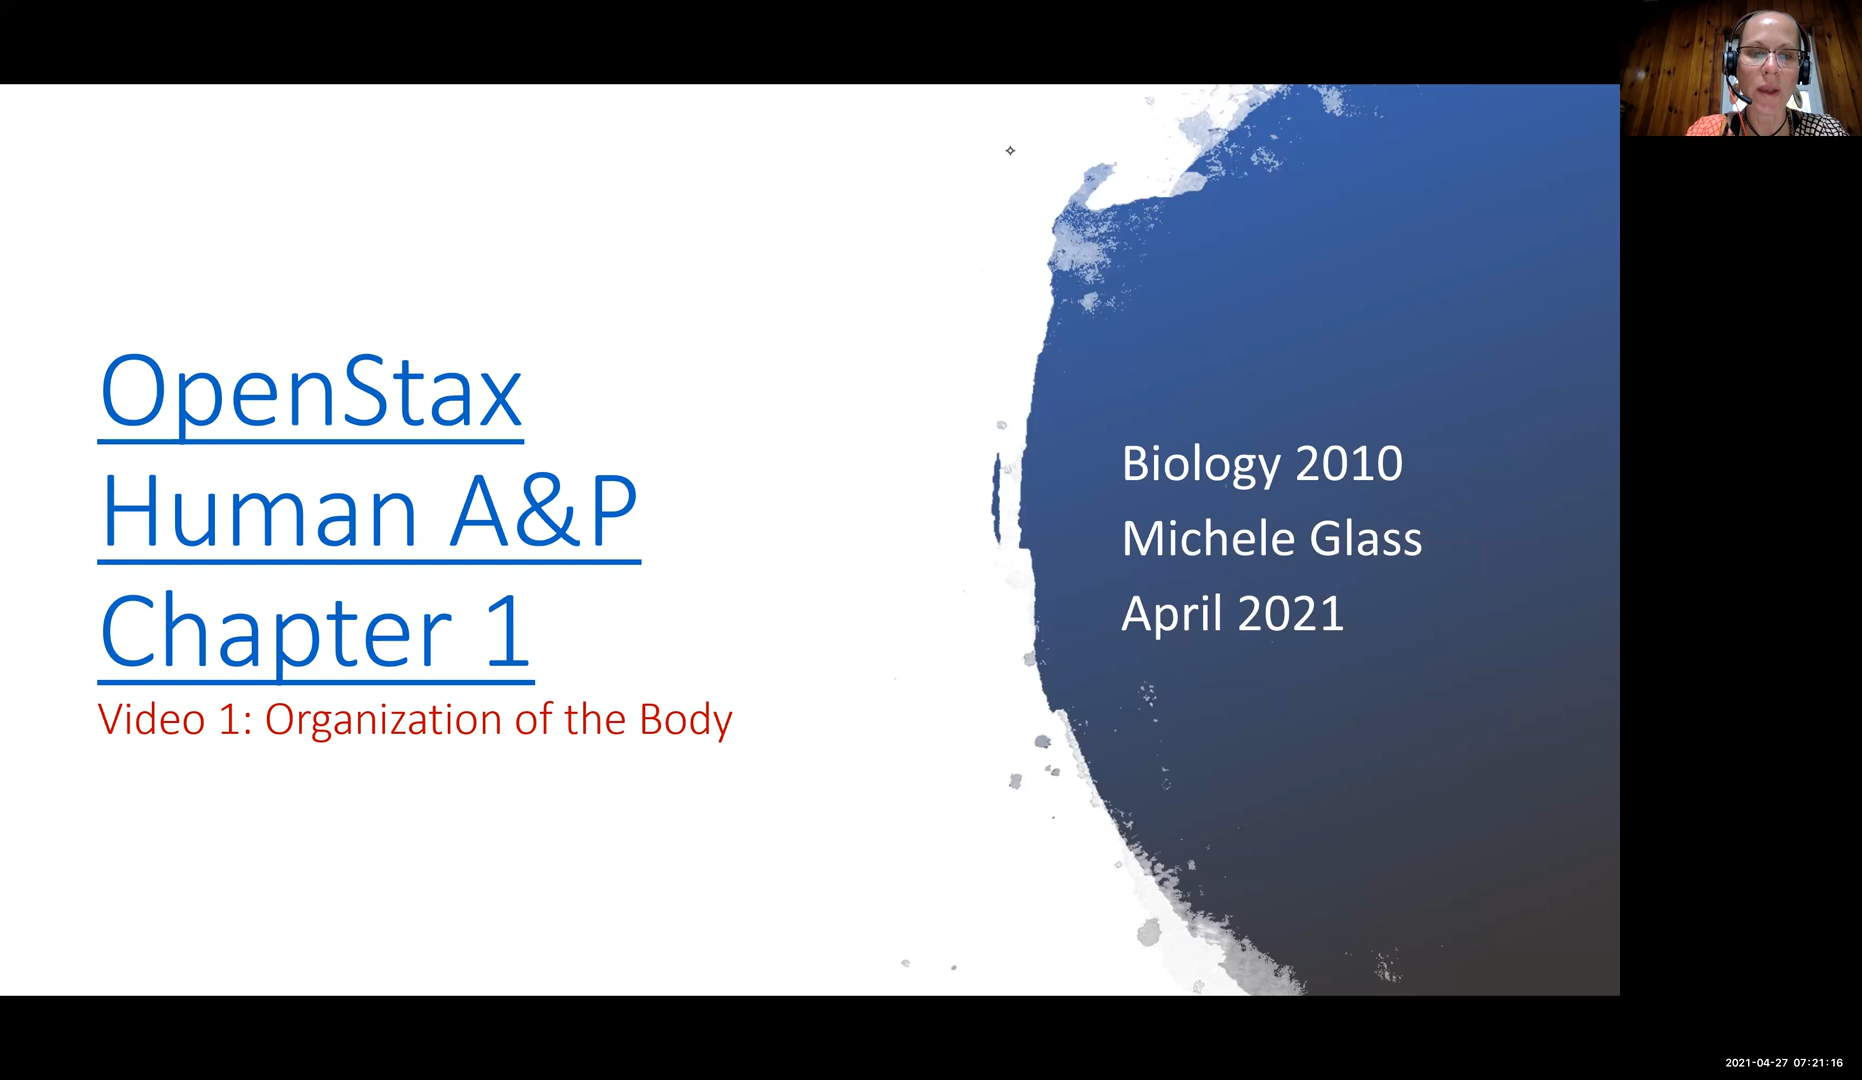 OpenStax
Human A&P
Chapter 1
Video 1: Organization of the Body
Biology 2010
Michele Glass
April 2021
2021-04-27 07:21:16